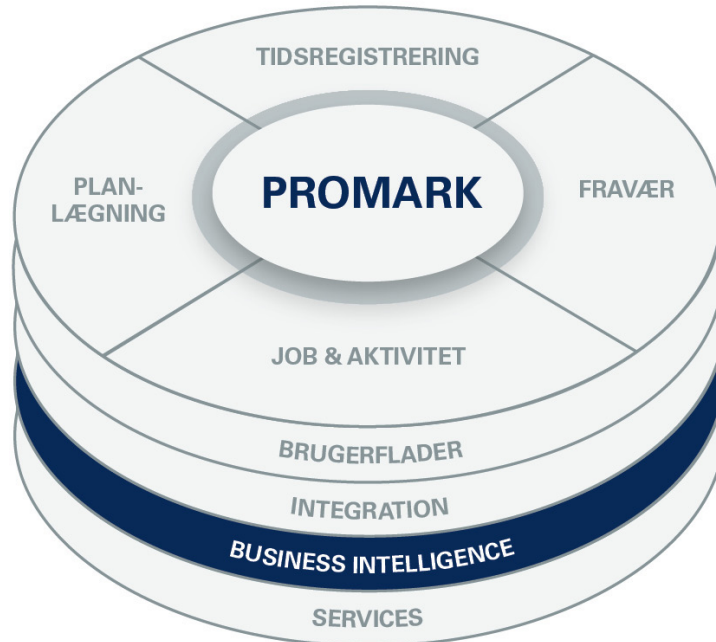 TIDSREGISTRERING
PLAN-
LÆGNING
PROMARK
FRAVÆR
JOB & AKTIVITET
BRUGERFLADER
INTEGRATION
BUSINESS INTELLIGENCE
SERVICES